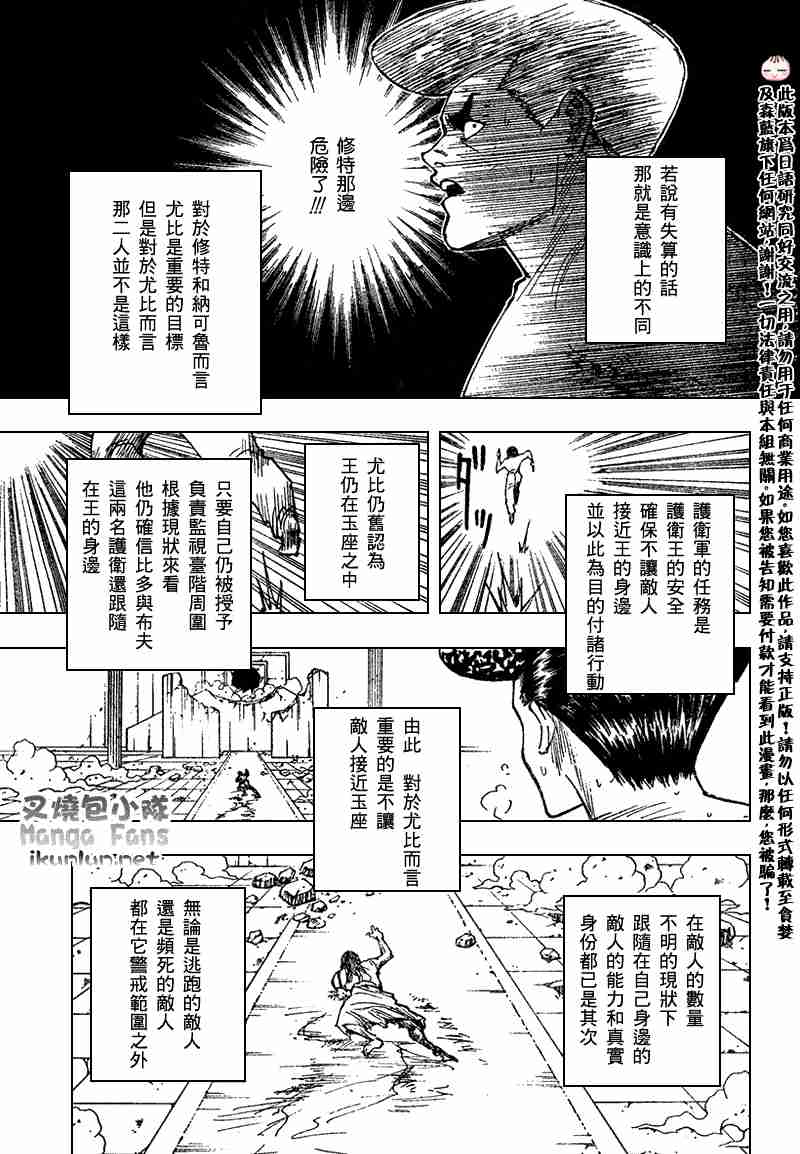 若說有失算的話
那就是意識上的不同
修特那邊
危險了!!!
對於修特和納可魯而言
尤比是重要的目標
但是對於尤比而言
那二人並不是這樣
護衛軍的任務是
護衛王的安全
確保不讓敵人
接近王的身邊
並以此為目的付諸行動
尤比仍舊認為
王仍在玉座之中
只要自己仍被授予
負責監視臺階周圍
根據現狀來看
他仍確信比多與布夫
這兩名護衛還跟隨
在王的身邊
由此 對於尤比而言
重要的是不讓
敵人接近玉座
在敵人的數量
不明的現狀下
跟隨在自己身邊的
敵人的能力和真實
身份都已是其次
無論是逃跑的敵人
還是頻死的敵人
都在它警戒範圍之外
叉燒包小隊
Manga Fans
ikunlun.net
此版本爲日語研究同好交流之用,請勿用于任何商業用途。如您喜歡此作品,請支持正版!請勿以任何形式轉載至貪婪
及森藍旗下任何網站,謝謝!一切法律責任與本組無關。如果您被告知需要付款才能看到此漫畫,那麽,您被騙了!